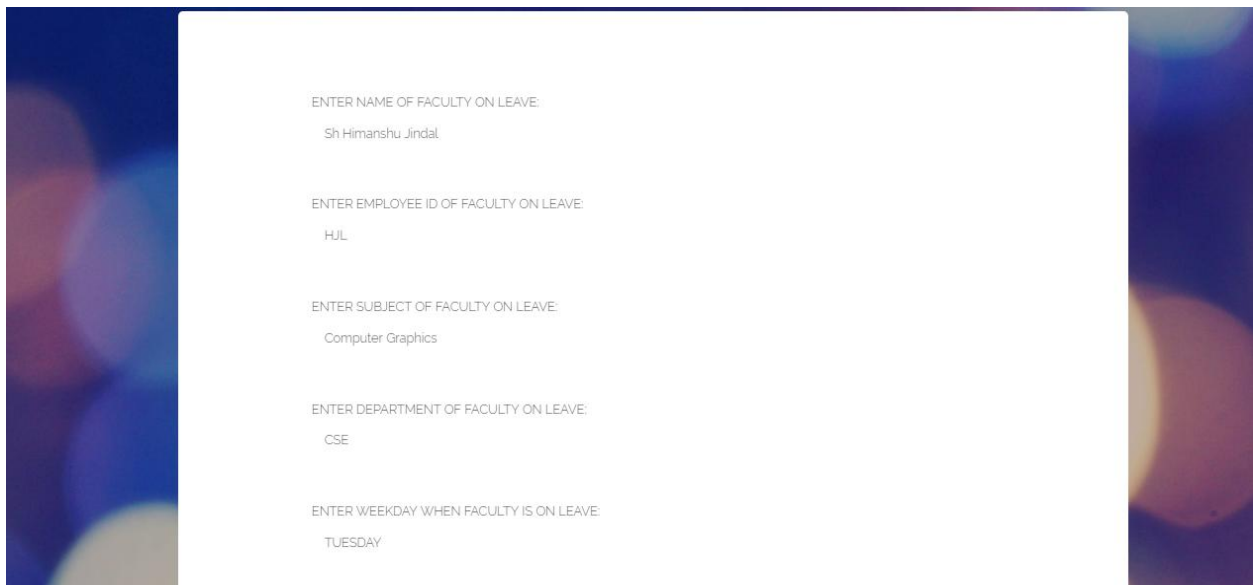 ENTER NAME OF FACULTY ON LEAVE:
Sh Himanshu Jindal
ENTER EMPLOYEE ID OF FACULTY ON LEAVE:
HJL
ENTER SUBJECT OF FACULTY ON LEAVE:
Computer Graphics
ENTER DEPARTMENT OF FACULTY ON LEAVE:
CSE
ENTER WEEKDAY WHEN FACULTY IS ON LEAVE:
TUESDAY